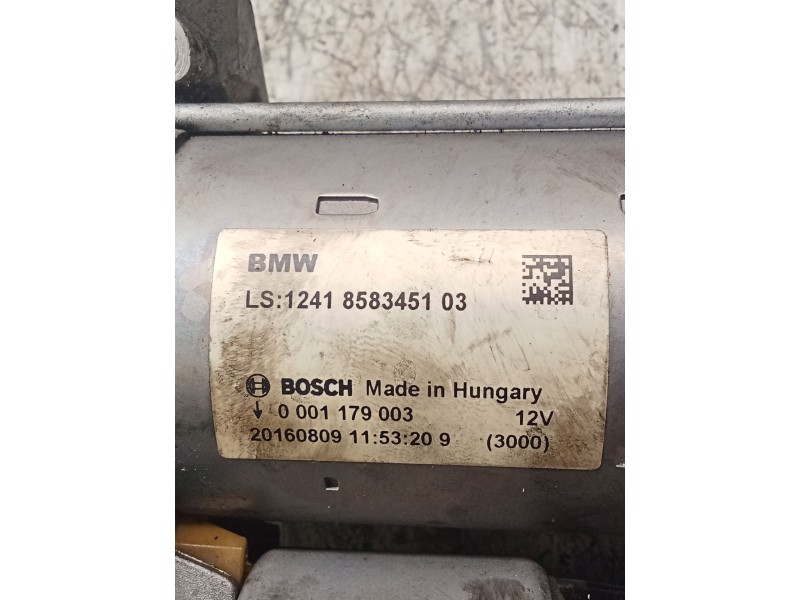 BMW
LS:1241 8583451 03
BOSCH Made in Hungary
0 001 179 003 12V
20160809 11:53:20 9 (3000)